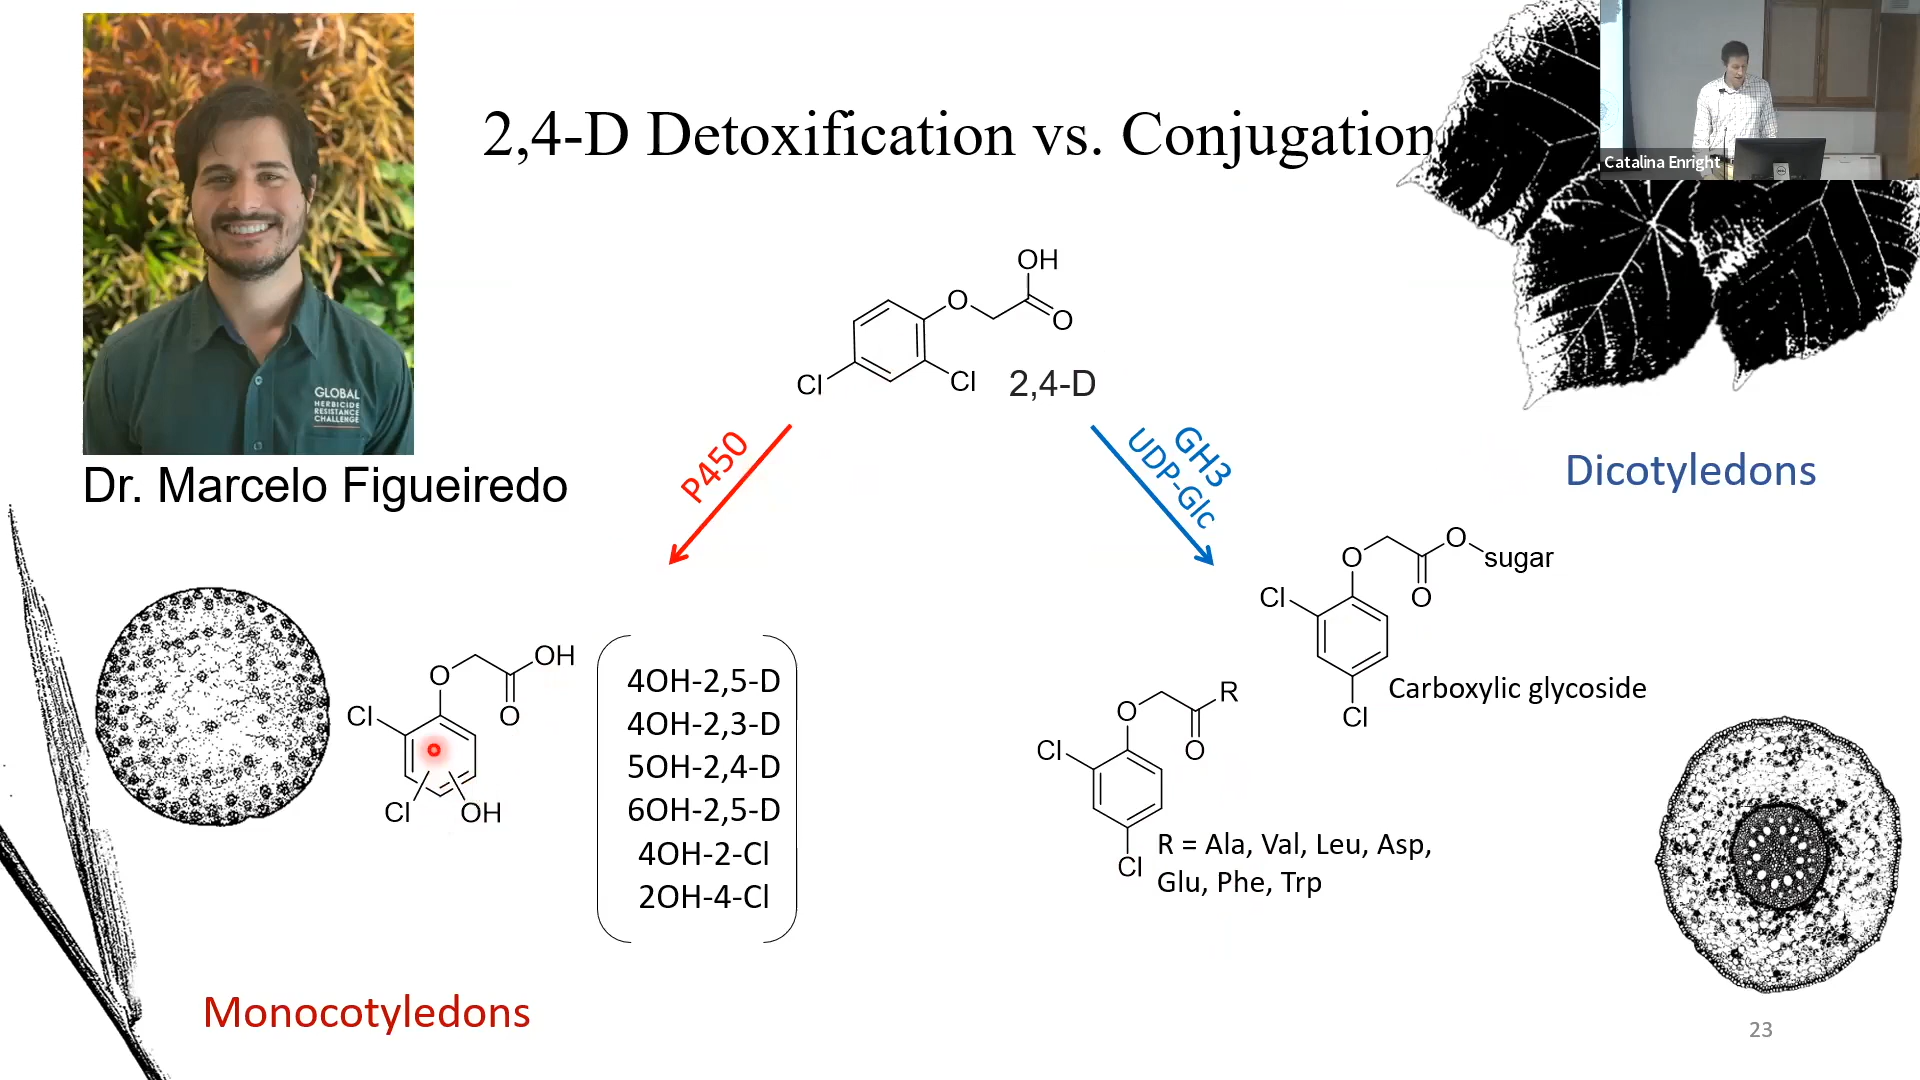 2,4-D Detoxification vs. Conjugation
Catalina Enright
GLOBAL
HERBICIDE
RESISTANCE
CHALLENGE
Dr. Marcelo Figueiredo
OH
O
O
Cl
Cl
2,4-D
P450
GH3
UDP-Glc
Dicotyledons
O
OH
O
Cl
Cl
OH
4OH-2,5-D
4OH-2,3-D
5OH-2,4-D
6OH-2,5-D
4OH-2-Cl
2OH-4-Cl
O
O
sugar
Cl
O
Cl
Carboxylic glycoside
R
O
O
Cl
Cl
R = Ala, Val, Leu, Asp,
Glu, Phe, Trp
Monocotyledons
23